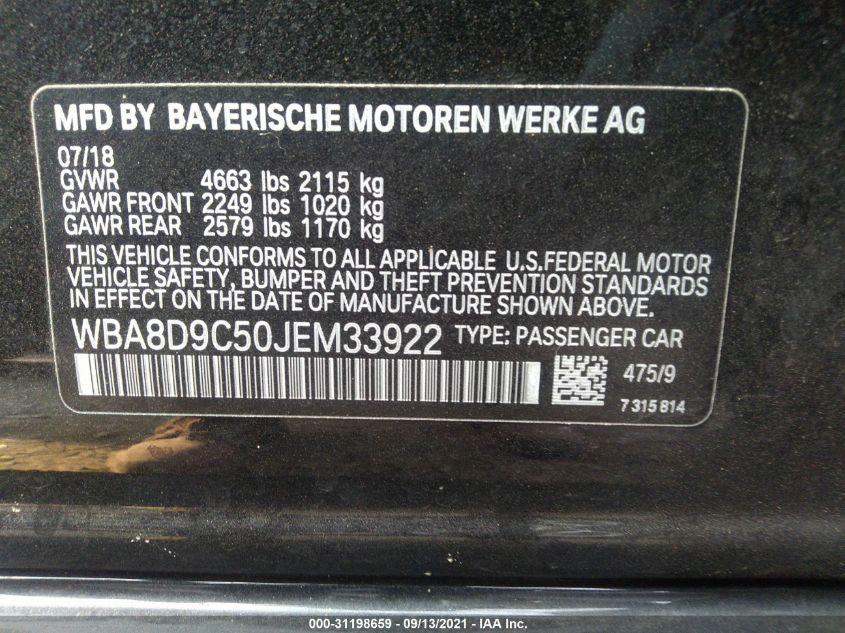 MFD BY BAYERISCHE MOTOREN WERKE AG
07/18
GVWR 4663 lbs 2115 kg
GAWR FRONT 2249 lbs 1020 kg
GAWR REAR 2579 lbs 1170 kg
THIS VEHICLE CONFORMS TO ALL APPLICABLE U.S.FEDERAL MOTOR
VEHICLE SAFETY, BUMPER AND THEFT PREVENTION STANDARDS
IN EFFECT ON THE DATE OF MANUFACTURE SHOWN ABOVE.
WBA8D9C50JEM33922 TYPE: PASSENGER CAR
475/9
7 315 814
000-31198659 - 09/13/2021 - IAA Inc.